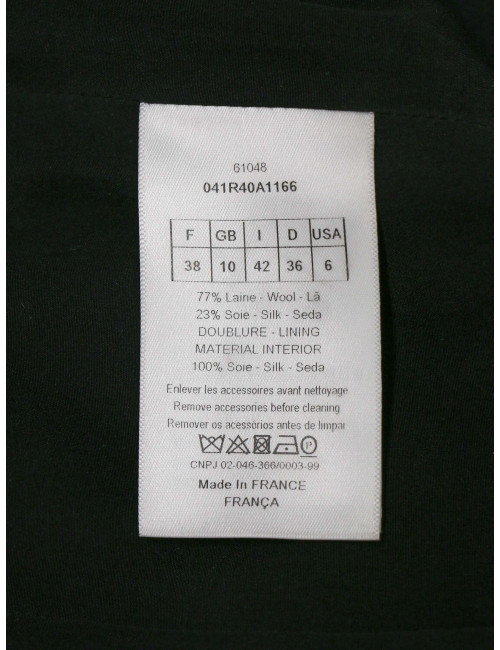 61048
041R40A1166
F GB I D USA
38 10 42 36 6
77% Laine - Wool - Lã
23% Soie - Silk - Seda
DOUBLURE - LINING
MATERIAL INTERIOR
100% Soie - Silk - Seda
Enlever les accessoires avant nettoyage
Remove accessories before cleaning
Remover os acessórios antes de limpar
P
CNPJ 02-046-366/0003-99
Made In FRANCE
FRANÇA